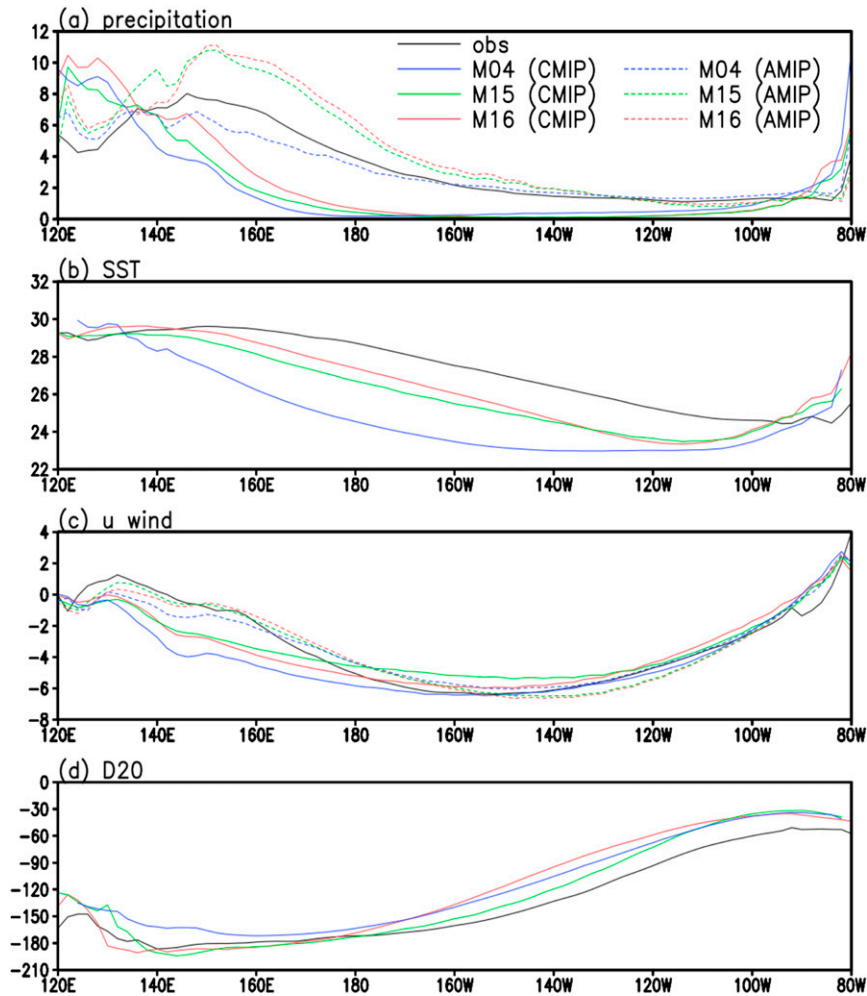 (a) precipitation
12
10
8
6
4
2
0
obs
M04 (CMIP) M04 (AMIP)
M15 (CMIP) M15 (AMIP)
M16 (CMIP) M16 (AMIP)
120E 140E 160E 180 160W 140W 120W 100W 80W
(b) SST
32
30
28
26
24
22
120E 140E 160E 180 160W 140W 120W 100W 80W
(c) u wind
4
2
0
-2
-4
-6
-8
120E 140E 160E 180 160W 140W 120W 100W 80W
(d) D20
0
-30
-60
-90
-120
-150
-180
-210
120E 140E 160E 180 160W 140W 120W 100W 80W